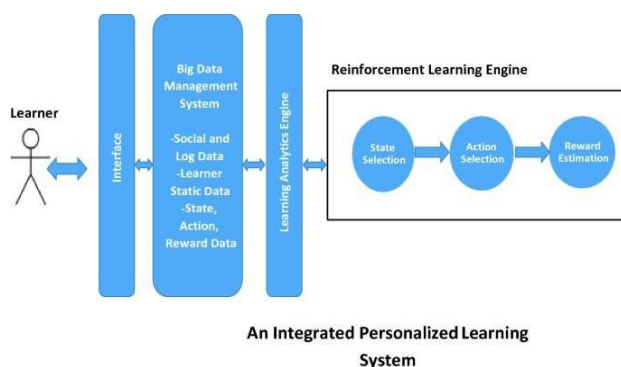 Learner
Interface
Big Data
Management
System
-Social and
Log Data
-Learner
Static Data
-State,
Action,
Reward Data
Learning Analytics Engine
Reinforcement Learning Engine
State
Selection
Action
Selection
Reward
Estimation
An Integrated Personalized Learning
System